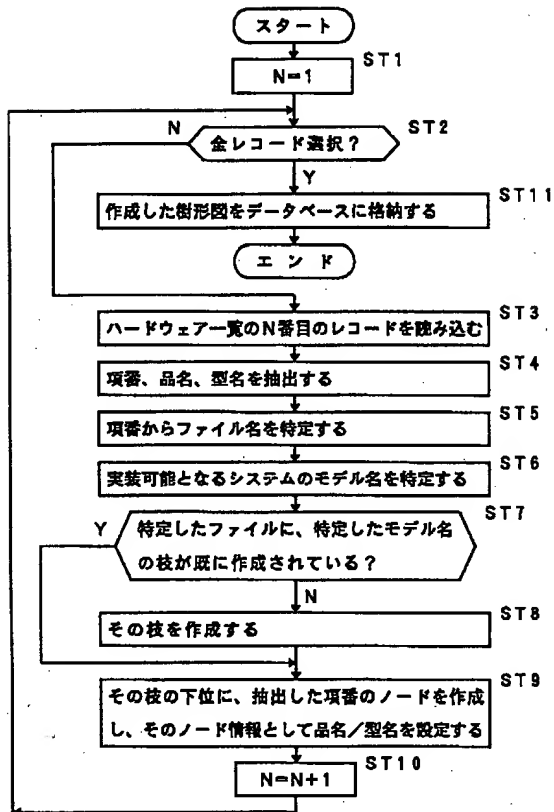 スタート
N=1
ST1
N
全レコード選択？
ST2
Y
作成した樹形図をデータベースに格納する
ST11
エンド
ハードウェア一覧のN番目のレコードを読み込む
ST3
項番、品名、型名を抽出する
ST4
項番からファイル名を特定する
ST5
実装可能となるシステムのモデル名を特定する
ST6
Y
特定したファイルに、特定したモデル名
の枝が既に作成されている？
ST7
N
その枝を作成する
ST8
その枝の下位に、抽出した項番のノードを作成
し、そのノード情報として品名／型名を設定する
ST9
N=N+1
ST10